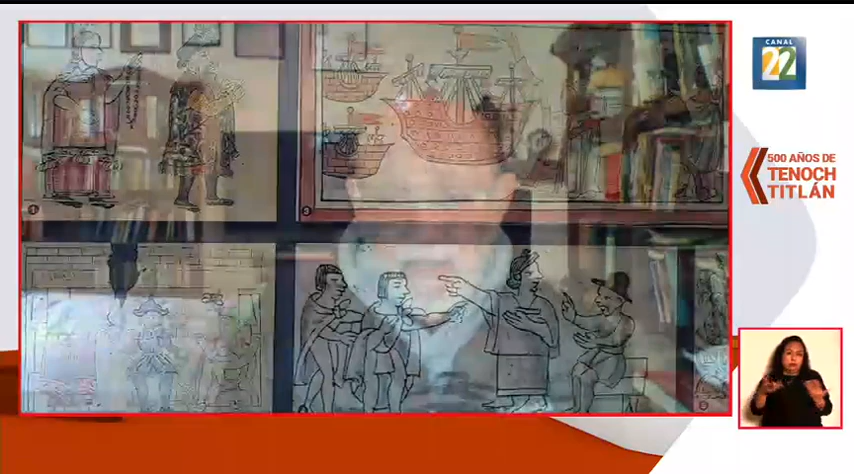 CANAL
22
500 AÑOS DE
TENOCH
TITLÁN